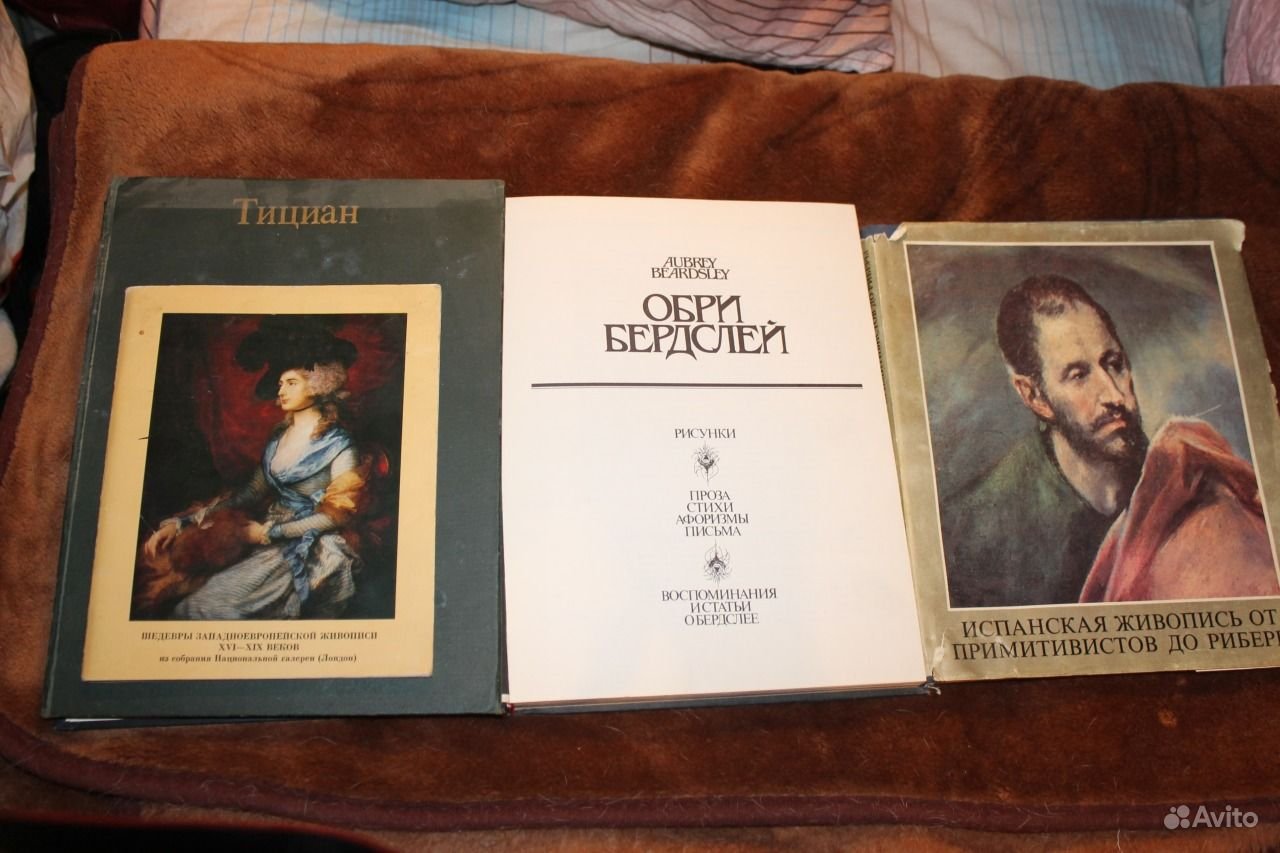 Тициан
ШЕДЕВРЫ ЗАПАДНОЕВРОПЕЙСКОЙ ЖИВОПИСИ
XVI—XIX ВЕКОВ
из собрания Национальной галереи (Лондон)
AUBREY
BEARDSLEY
ОБРИ
БЕРДСЛЕЙ
РИСУНКИ
ПРОЗА
СТИХИ
АФОРИЗМЫ
ПИСЬМА
ВОСПОМИНАНИЯ
И СТАТЬИ
О БЕРДСЛЕЕ
ИСПАНСКАЯ ЖИВОПИСЬ ОТ
ПРИМИТИВИСТОВ ДО РИБЕРЫ
Avito